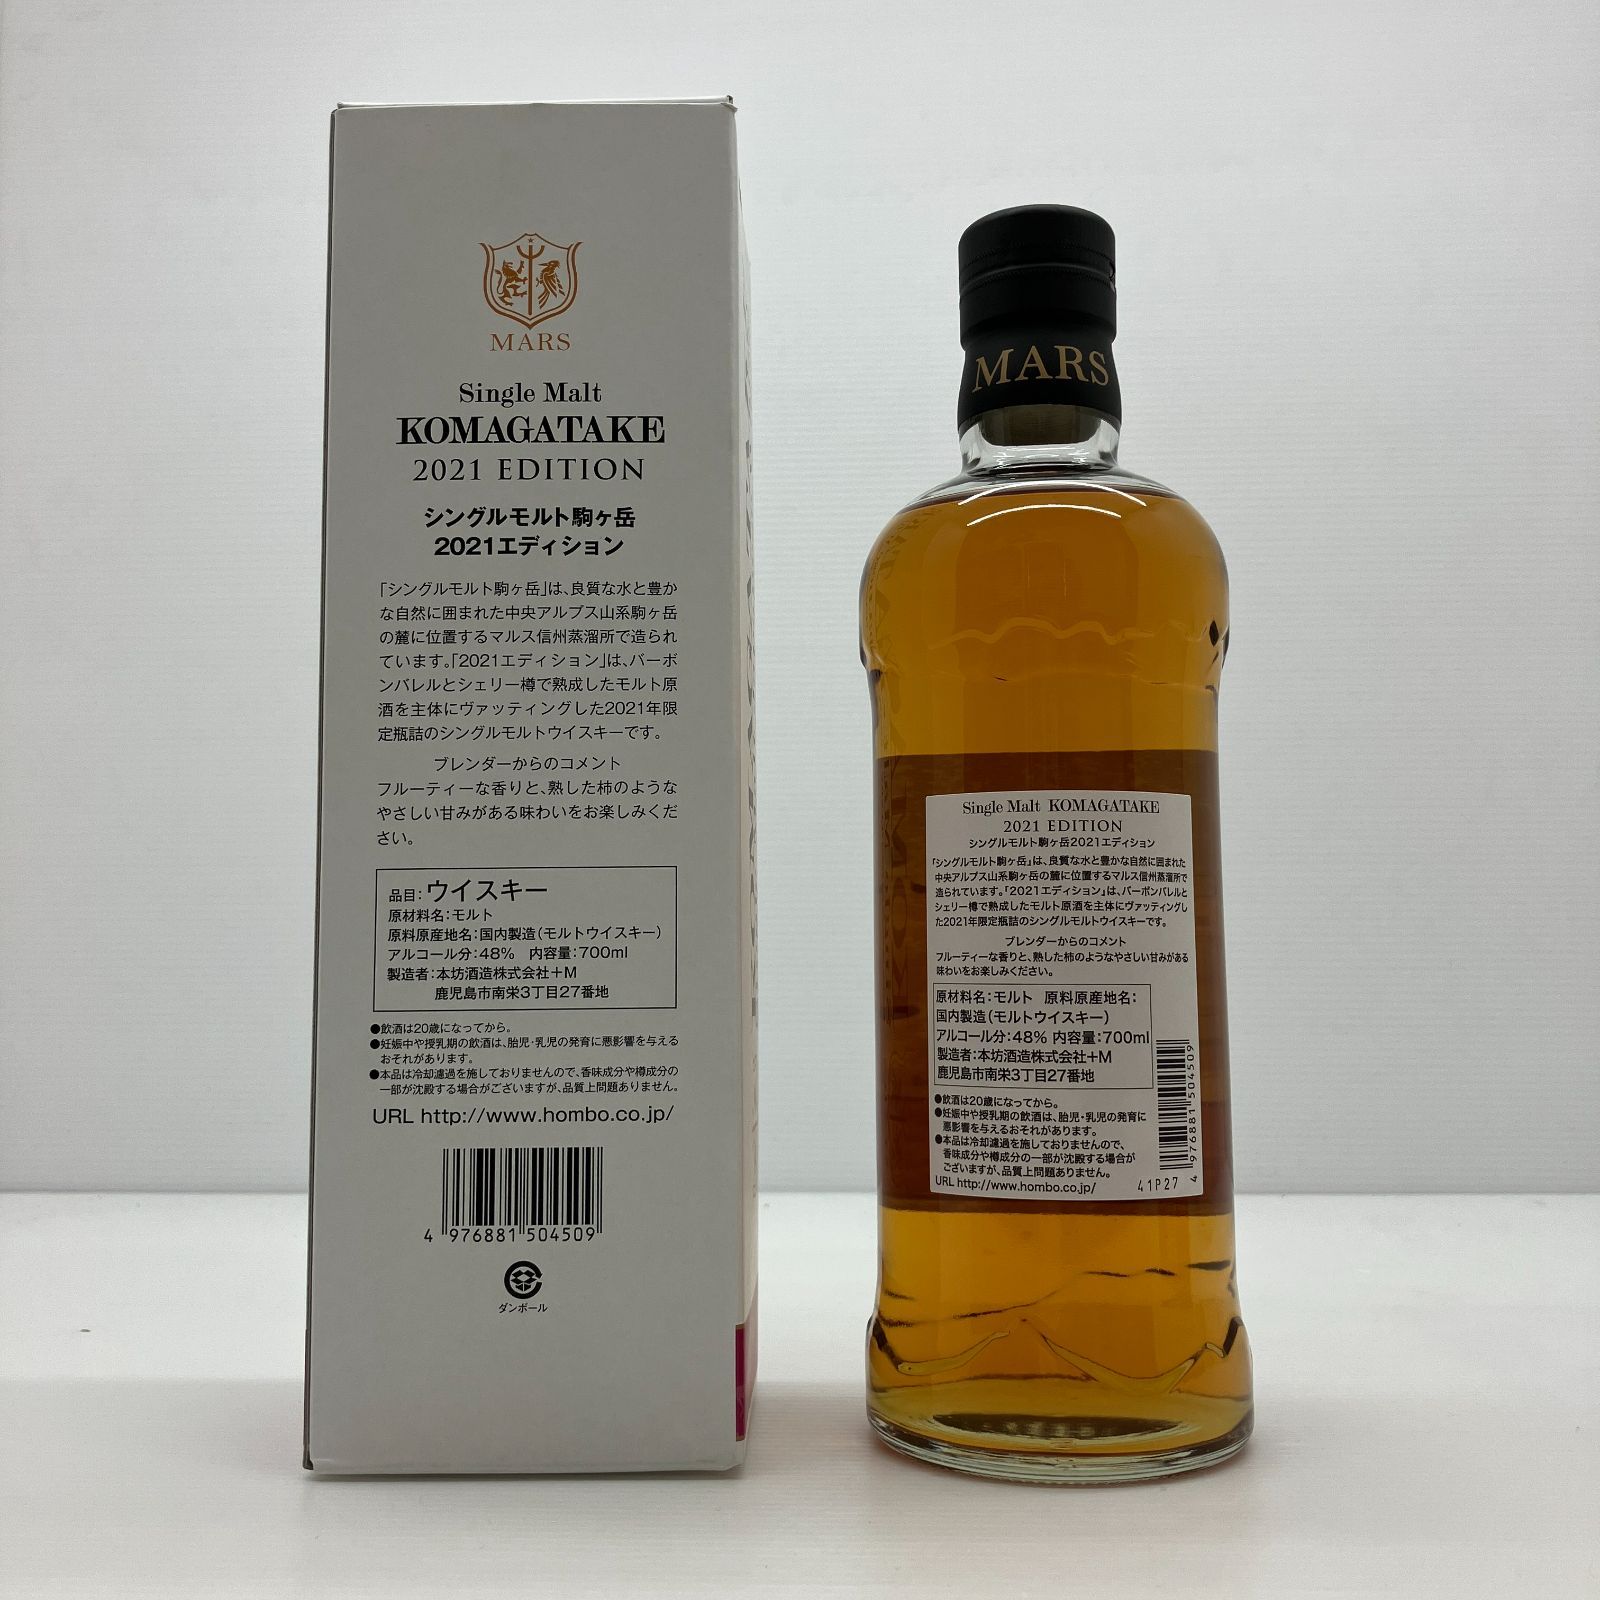 MARS
Single Malt
KOMAGATAKE
2021 EDITION
シングルモルト駒ヶ岳
2021エディション
「シングルモルト駒ヶ岳」は、良質な水と豊か
な自然に囲まれた中央アルプス山系駒ヶ岳
の麓に位置するマルス信州蒸溜所で造られ
ています。「2021エディション」は、バーボ
ンバレルとシェリー樽で熟成したモルト原
酒を主体にヴァッティングした2021年限
定瓶詰のシングルモルトウイスキーです。
ブレンダーからのコメント
フルーティーな香りと、熟した柿のような
やさしい甘みがある味わいをお楽しみくだ
さい。
品目：ウイスキー
原材料名：モルト
原料原産地名：国内製造（モルトウイスキー）
アルコール分：48% 内容量：700ml
製造者：本坊酒造株式会社＋M
鹿児島市南栄3丁目27番地
●飲酒は20歳になってから。
●妊娠中や授乳期の飲酒は、胎児・乳児の発育に悪影響を与える
おそれがあります。
●本品は冷却濾過を施しておりませんので、香味成分や樽成分の
一部が沈殿する場合がございますが、品質上問題ありません。
URL http://www.hombo.co.jp/
4 976881 504509
ダンボール
MARS
Single Malt KOMAGATAKE
2021 EDITION
シングルモルト駒ヶ岳2021エディション
「シングルモルト駒ヶ岳」は、良質な水と豊かな自然に囲まれた
中央アルプス山系駒ヶ岳の麓に位置するマルス信州蒸溜所で
造られています。「2021エディション」は、バーボンバレルと
シェリー樽で熟成したモルト原酒を主体にヴァッティングし
た2021年限定瓶詰のシングルモルトウイスキーです。
ブレンダーからのコメント
フルーティーな香りと、熟した柿のようなやさしい甘みがある
味わいをお楽しみください。
原材料名：モルト 原料原産地名：
国内製造（モルトウイスキー）
アルコール分：48% 内容量：700ml
製造者：本坊酒造株式会社＋M
鹿児島市南栄3丁目27番地
●飲酒は20歳になってから。
●妊娠中や授乳期の飲酒は、胎児・乳児の発育に
悪影響を与えるおそれがあります。
●本品は冷却濾過を施しておりませんので、
香味成分や樽成分の一部が沈殿する場合が
ございますが、品質上問題ありません。
URL http://www.hombo.co.jp/
41P27
4 976881 504509